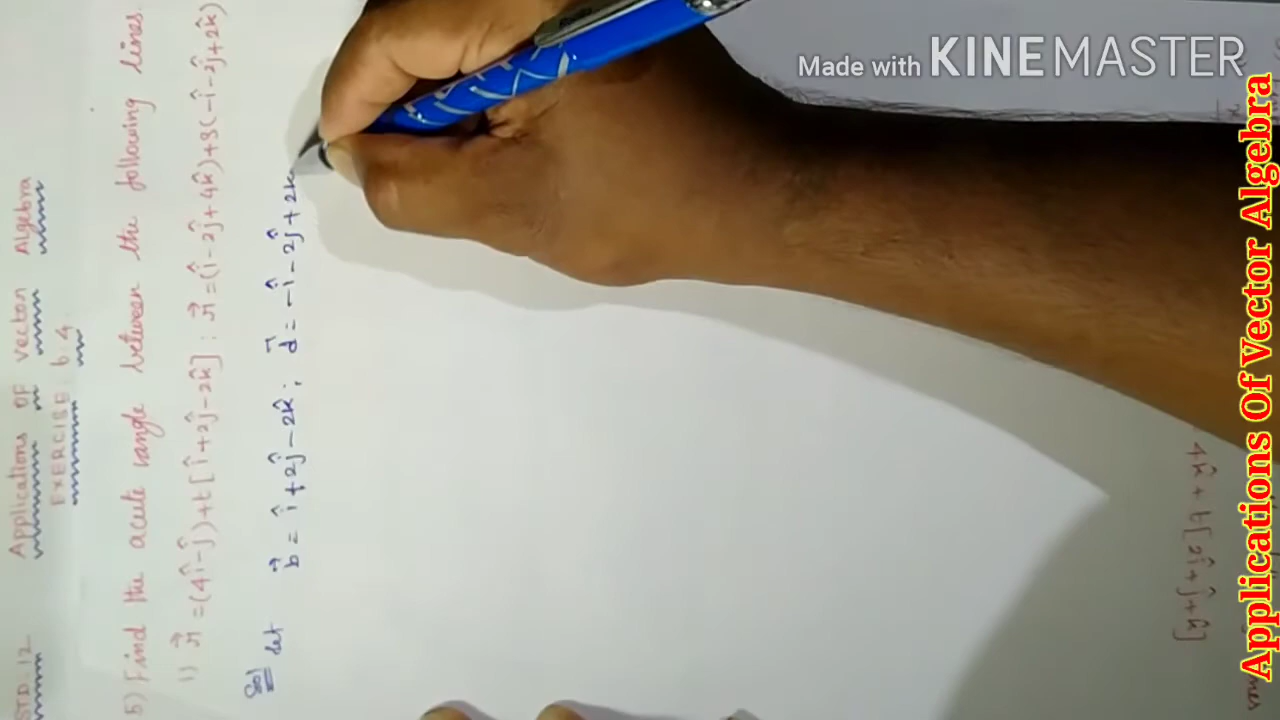 Made with KINEMASTER
Applications Of Vector Algebra
STD. 12 Applications OF Vector Algebra
EXERCISE. 6.4
5) Find the acute angle between the following lines.
1) r⃗ = (4î-ĵ)+t[î+2ĵ-2k̂] : r⃗ = (î-2ĵ+4k̂)+s(-î-2ĵ+2k̂)
Sol Let b⃗ = î+2ĵ-2k̂; d⃗ = -î-2ĵ+2k
4k̂+t[2î+ĵ+k̂]